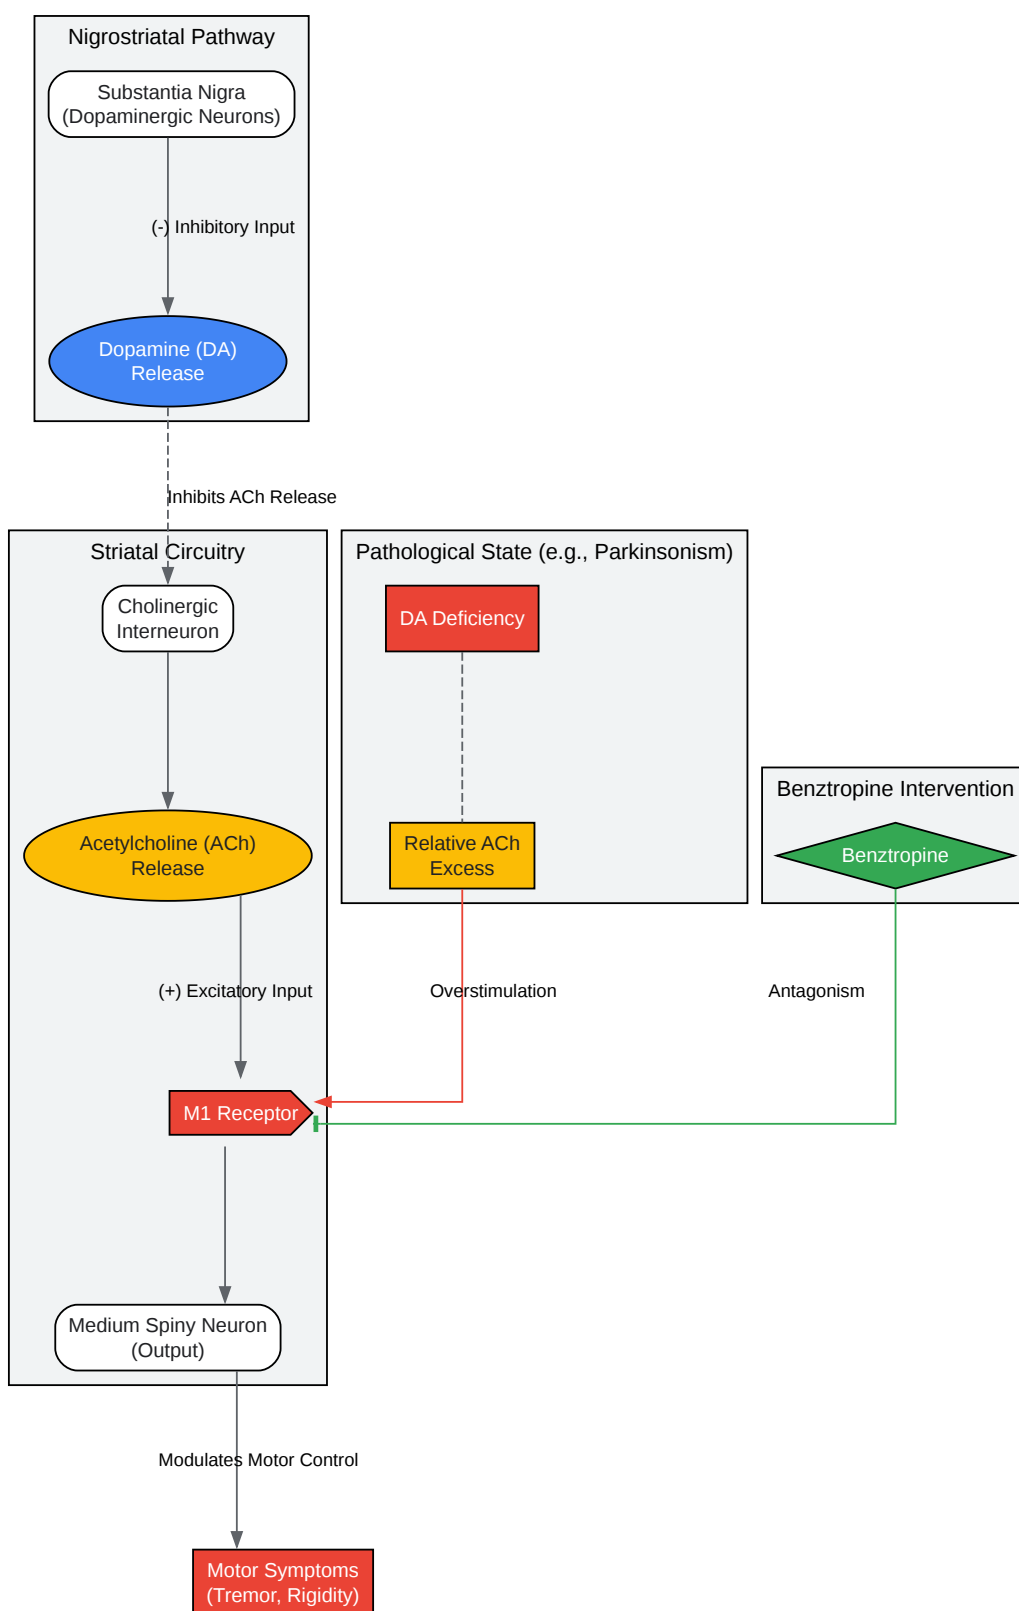 Nigrostriatal Pathway
Substantia Nigra
(Dopaminergic Neurons)
(-) Inhibitory Input
Dopamine (DA)
Release
Inhibits ACh Release
Striatal Circuitry
Cholinergic
Interneuron
Acetylcholine (ACh)
Release
(+) Excitatory Input
M1 Receptor
Medium Spiny Neuron
(Output)
Modulates Motor Control
Motor Symptoms
(Tremor, Rigidity)
Pathological State (e.g., Parkinsonism)
DA Deficiency
Relative ACh
Excess
Overstimulation
Benztropine Intervention
Benztropine
Antagonism